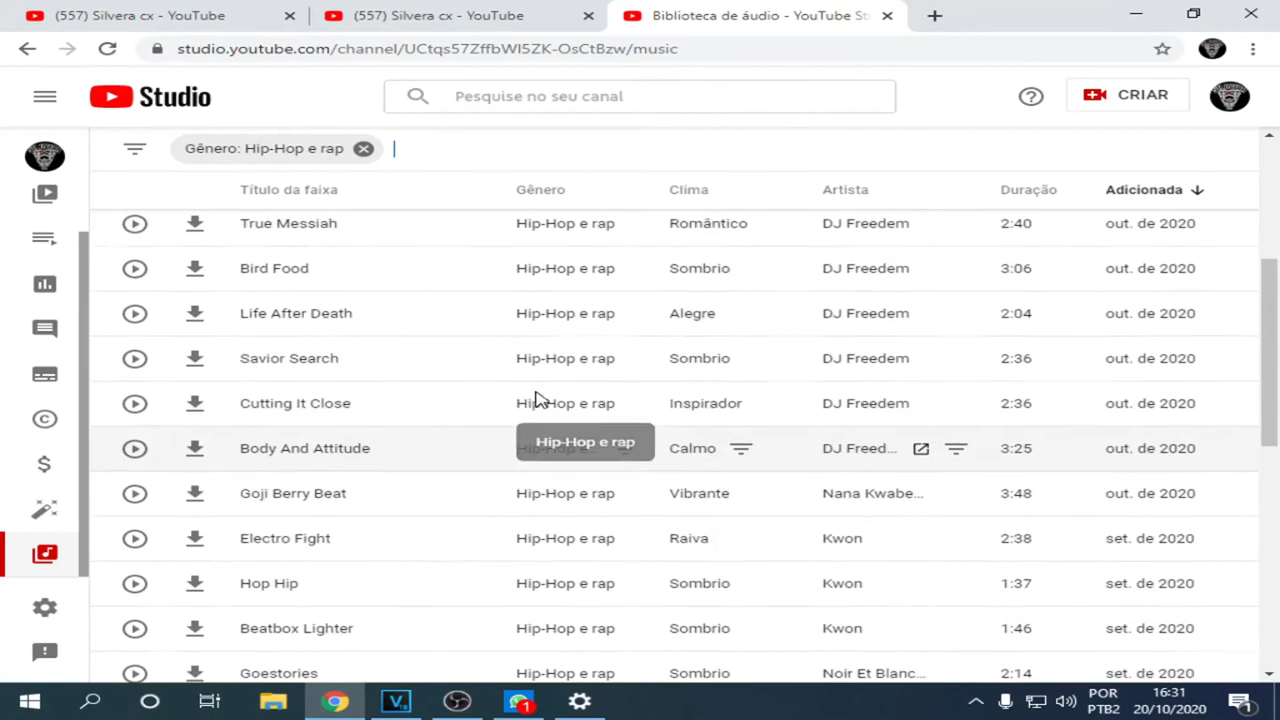 (557) Silvera cx - YouTube
(557) Silvera cx - YouTube
Biblioteca de áudio - YouTube St
studio.youtube.com/channel/UCtqs57ZffbWl5ZK-OsCtBzw/music
Studio
Pesquise no seu canal
CRIAR
Gênero: Hip-Hop e rap
Título da faixa Gênero Clima Artista Duração Adicionada
True Messiah Hip-Hop e rap Romântico DJ Freedem 2:40 out. de 2020
Bird Food Hip-Hop e rap Sombrio DJ Freedem 3:06 out. de 2020
Life After Death Hip-Hop e rap Alegre DJ Freedem 2:04 out. de 2020
Savior Search Hip-Hop e rap Sombrio DJ Freedem 2:36 out. de 2020
Cutting It Close Hip-Hop e rap Inspirador DJ Freedem 2:36 out. de 2020
Hip-Hop e rap
Body And Attitude Hip-Hop e... Calmo DJ Freed... 3:25 out. de 2020
Goji Berry Beat Hip-Hop e rap Vibrante Nana Kwabe... 3:48 out. de 2020
Electro Fight Hip-Hop e rap Raiva Kwon 2:38 set. de 2020
Hop Hip Hip-Hop e rap Sombrio Kwon 1:37 set. de 2020
Beatbox Lighter Hip-Hop e rap Sombrio Kwon 1:46 set. de 2020
Goestories Hip-Hop e rap Sombrio Noir Et Blanc... 2:14 set. de 2020
1
POR
PTB2
16:31
20/10/2020
1